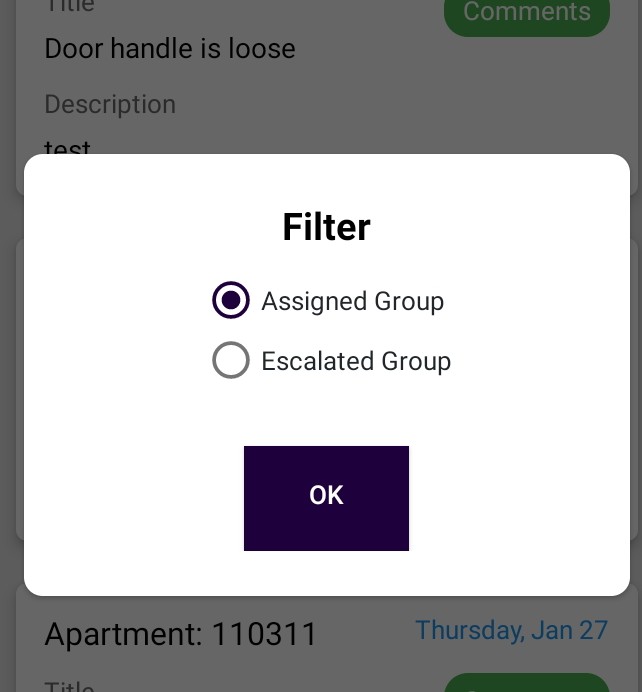 Title
Comments
Door handle is loose
Description
test
Filter
Assigned Group
Escalated Group
OK
Apartment: 110311
Thursday, Jan 27
Title